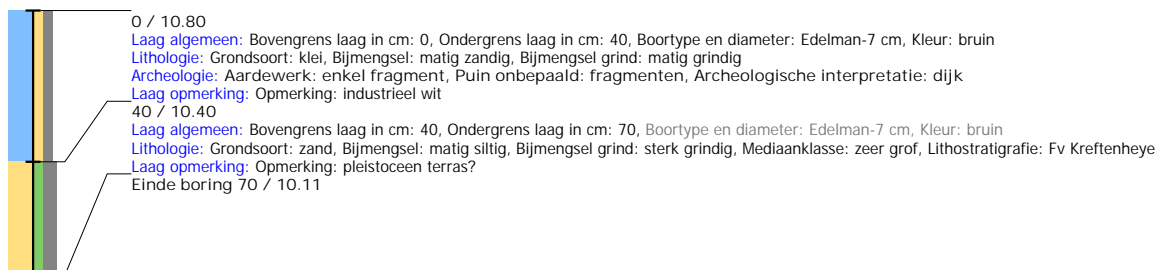 0 / 10.80
Laag algemeen: Bovengrens laag in cm: 0, Ondergrens laag in cm: 40, Boortype en diameter: Edelman-7 cm, Kleur: bruin
Lithologie: Grondsoort: klei, Bijmengsel: matig zandig, Bijmengsel grind: matig grindig
Archeologie: Aardewerk: enkel fragment, Puin onbepaald: fragmenten, Archeologische interpretatie: dijk
Laag opmerking: Opmerking: industrieel wit
40 / 10.40
Laag algemeen: Bovengrens laag in cm: 40, Ondergrens laag in cm: 70, Boortype en diameter: Edelman-7 cm, Kleur: bruin
Lithologie: Grondsoort: zand, Bijmengsel: matig siltig, Bijmengsel grind: sterk grindig, Mediaanklasse: zeer grof, Lithostratigrafie: Fv Kreftenheye
Laag opmerking: Opmerking: pleistoceen terras?
Einde boring 70 / 10.11